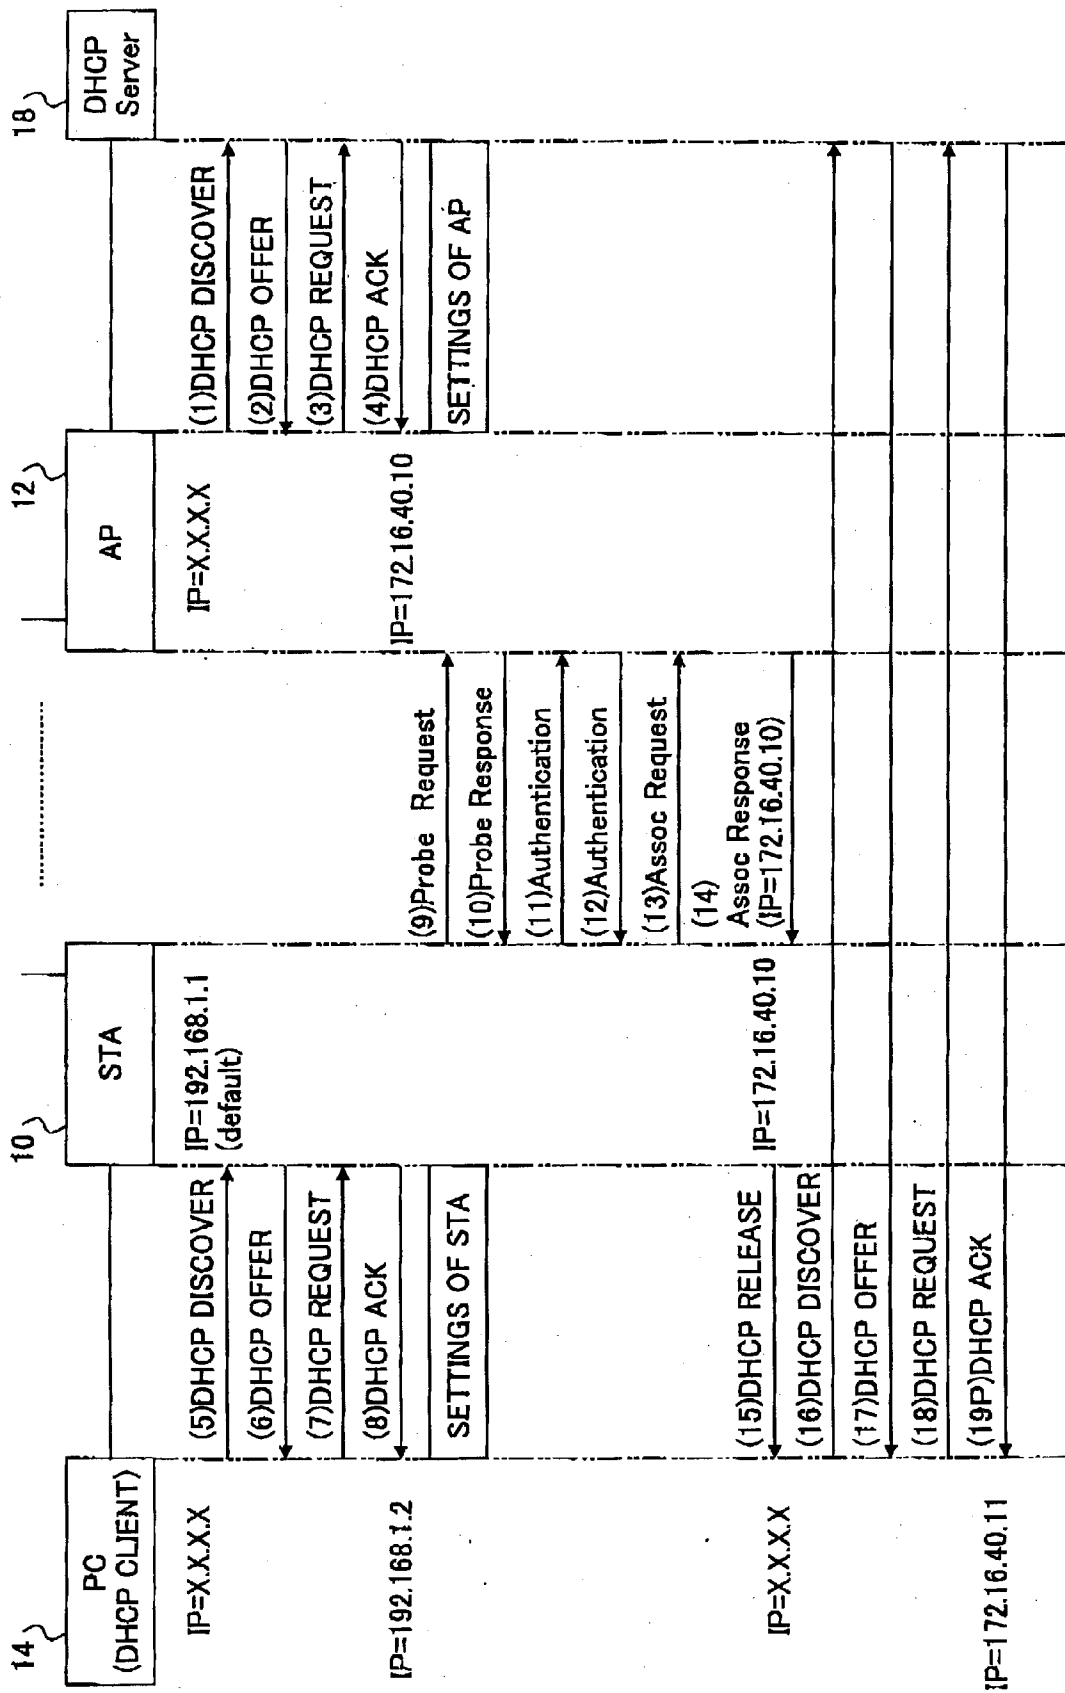 14
PC
(DHCP CLIENT)
10
STA
12
AP
18
DHCP
Server
IP=X.X.X.X
(5)DHCP DISCOVER
IP=192.168.1.1
(default)
IP=X.X.X.X
(1)DHCP DISCOVER
(6)DHCP OFFER
(2)DHCP OFFER
(7)DHCP REQUEST
(3)DHCP REQUEST
IP=192.168.1.2
(8)DHCP ACK
IP=172.16.40.10
(4)DHCP ACK
SETTINGS OF STA
SETTINGS OF AP
(9)Probe Request
(10)Probe Response
(11)Authentication
(12)Authentication
(13)Assoc Request
(14)
Assoc Response
(IP=172.16.40.10)
IP=X.X.X.X
(15)DHCP RELEASE
IP=172.16.40.10
(16)DHCP DISCOVER
(17)DHCP OFFER
(18)DHCP REQUEST
(19P)DHCP ACK
IP=172.16.40.11